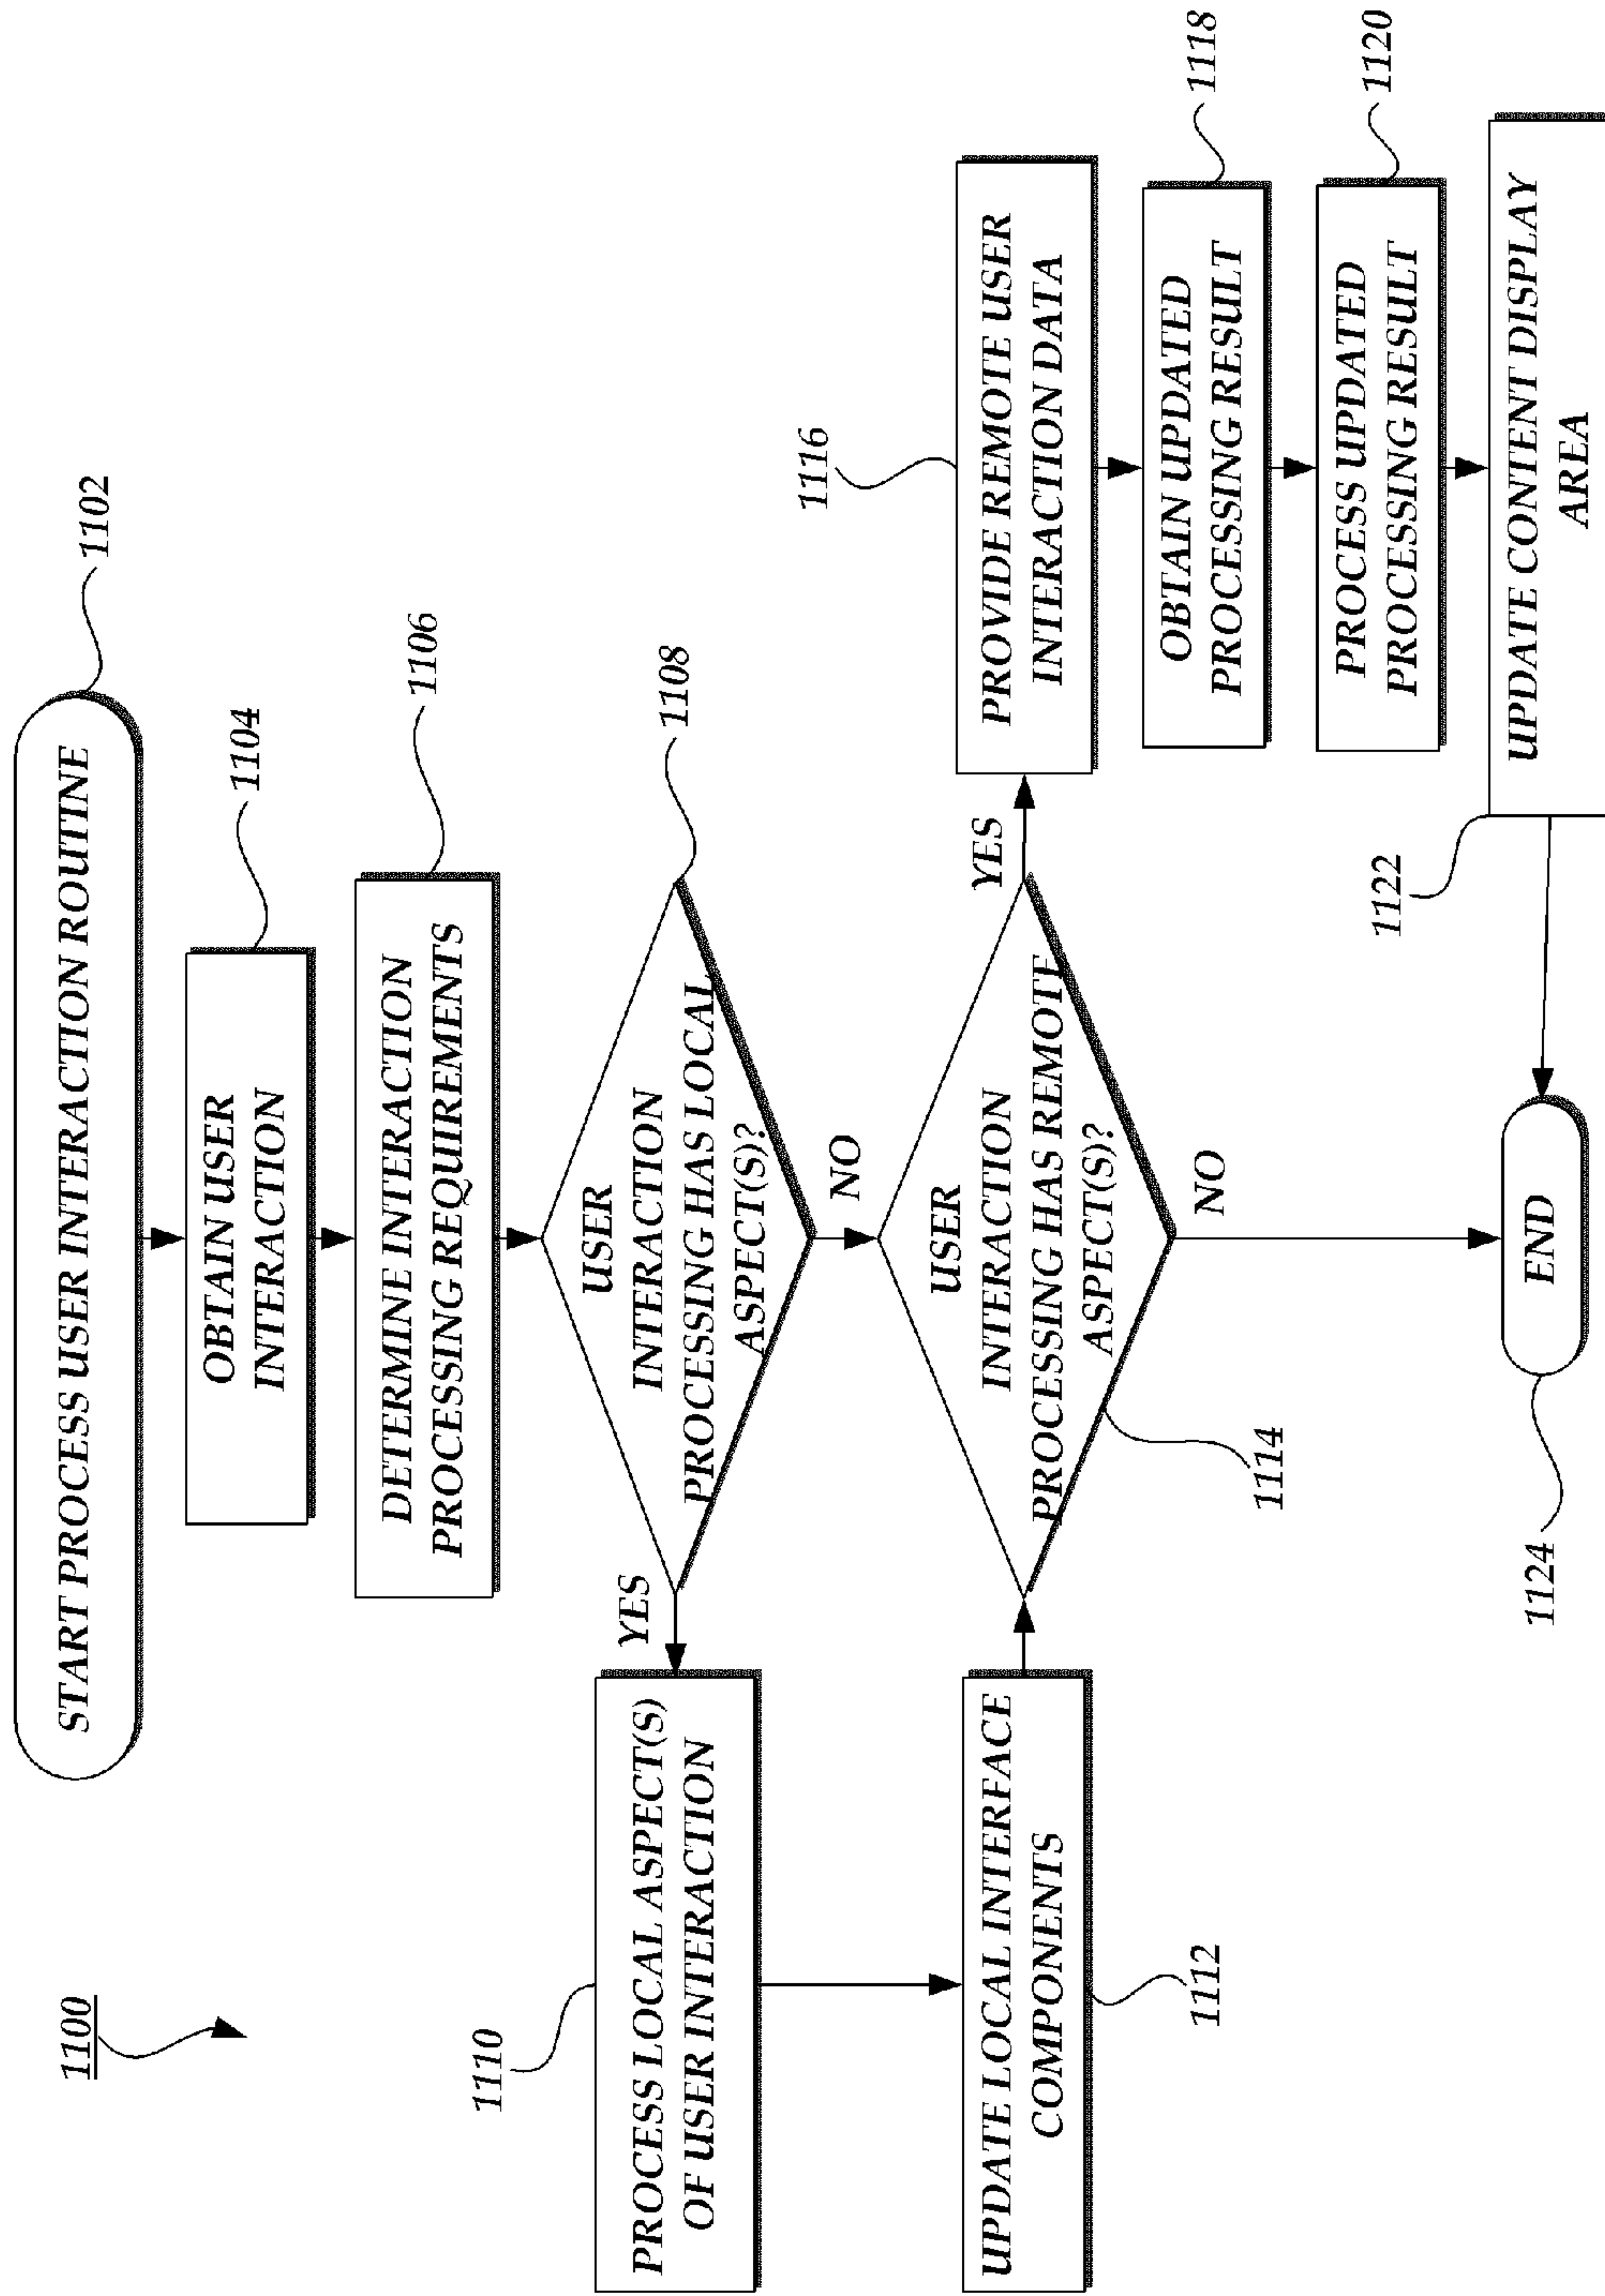 1100
START PROCESS USER INTERACTION ROUTINE
1102
OBTAIN USER
INTERACTION
1104
DETERMINE INTERACTION
PROCESSING REQUIREMENTS
1106
USER
INTERACTION
PROCESSING HAS LOCAL
ASPECT(S)?
1108
YES
NO
1110
PROCESS LOCAL ASPECT(S)
OF USER INTERACTION
UPDATE LOCAL INTERFACE
COMPONENTS
1112
USER
INTERACTION
PROCESSING HAS REMOTE
ASPECT(S)?
1114
YES
NO
1116
PROVIDE REMOTE USER
INTERACTION DATA
OBTAIN UPDATED
PROCESSING RESULT
1118
PROCESS UPDATED
PROCESSING RESULT
1120
UPDATE CONTENT DISPLAY
AREA
1122
END
1124